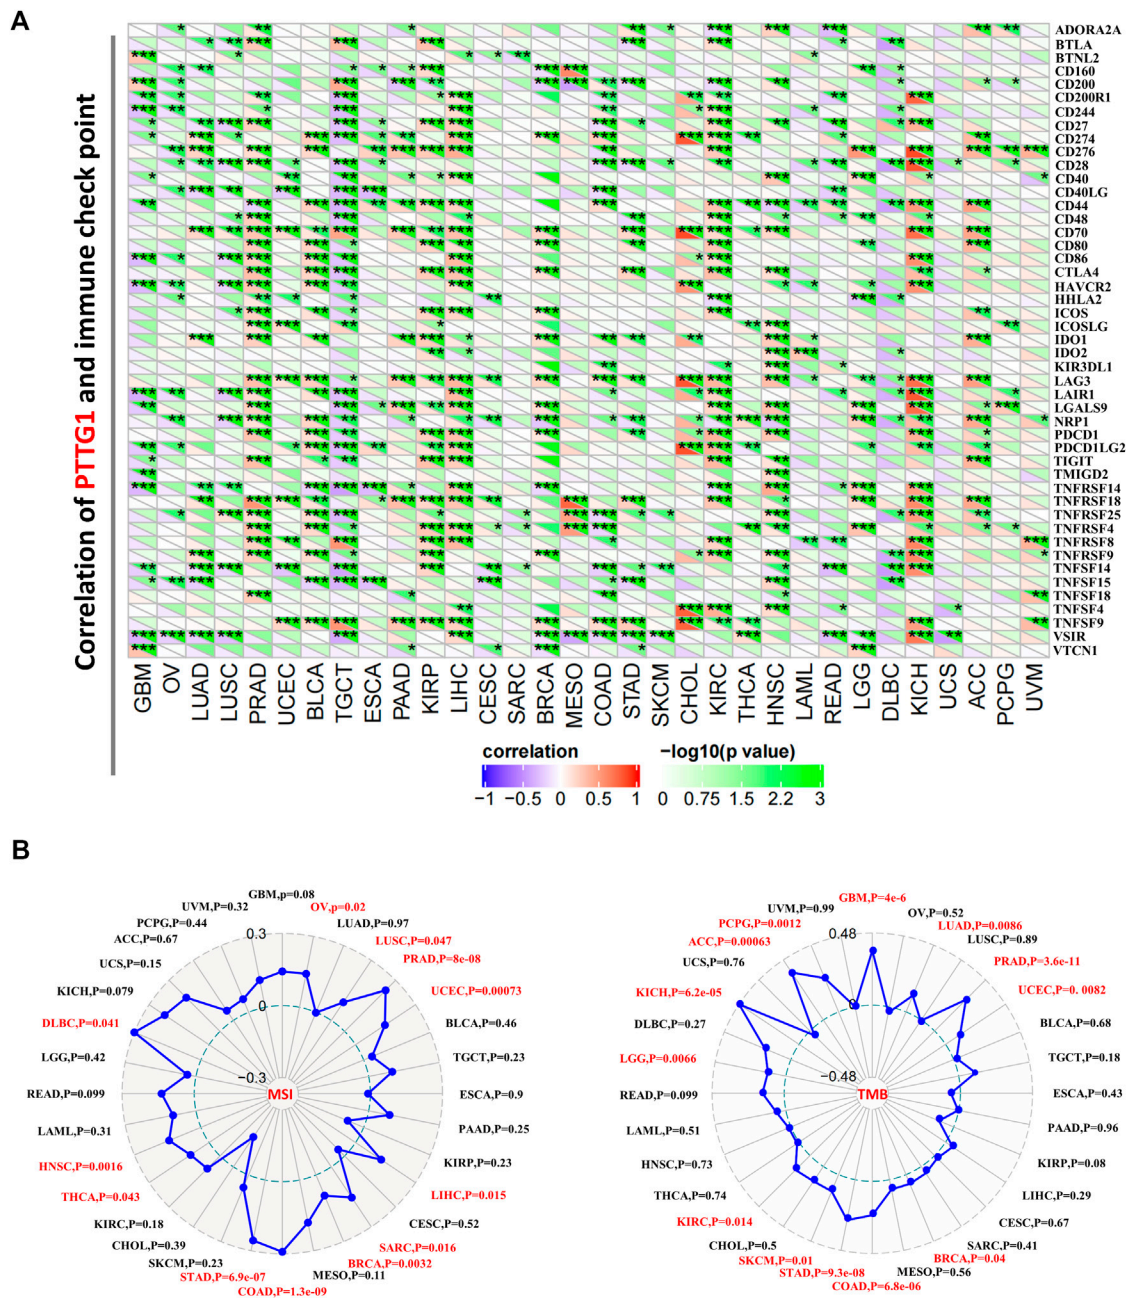 A
Correlation of PTTG1 and immune check point
ADORA2A
BTLA
BTNL2
CD160
CD200
CD200R1
CD244
CD27
CD274
CD276
CD28
CD40
CD40LG
CD44
CD48
CD70
CD80
CD86
CTLA4
HAVCR2
HHLA2
ICOS
ICOSLG
IDO1
IDO2
KIR3DL1
LAG3
LAIR1
LGALS9
NRP1
PDCD1
PDCD1LG2
TIGIT
TMIGD2
TNFRSF14
TNFRSF18
TNFRSF25
TNFRSF4
TNFRSF8
TNFRSF9
TNFSF14
TNFSF15
TNFSF18
TNFSF4
TNFSF9
VSIR
VTCN1
GBM
OV
LUAD
LUSC
PRAD
UCEC
BLCA
TGCT
ESCA
PAAD
KIRP
LIHC
CESC
SARC
BRCA
MESO
COAD
STAD
SKCM
CHOL
KIRC
THCA
HNSC
LAML
READ
LGG
DLBC
KICH
UCS
ACC
PCPG
UVM
correlation
−1 −0.5 0 0.5 1
−log10(p value)
0 0.75 1.5 2.2 3
B
GBM,p=0.08
OV,p=0.02
LUAD,P=0.97
LUSC,P=0.047
PRAD,P=8e-08
UCEC,P=0.00073
BLCA,P=0.46
TGCT,P=0.23
ESCA,P=0.9
PAAD,P=0.25
KIRP,P=0.23
LIHC,P=0.015
CESC,P=0.52
SARC,P=0.016
BRCA,P=0.0032
MESO,P=0.11
COAD,P=1.3e-09
STAD,P=6.9e-07
SKCM,P=0.23
CHOL,P=0.39
KIRC,P=0.18
THCA,P=0.043
HNSC,P=0.0016
LAML,P=0.31
READ,P=0.099
LGG,P=0.42
DLBC,P=0.041
KICH,P=0.079
UCS,P=0.15
ACC,P=0.67
PCPG,P=0.44
UVM,P=0.32
0.3
0
−0.3
MSI
GBM,P=4e-6
OV,P=0.52
LUAD,P=0.0086
LUSC,P=0.89
PRAD,P=3.6e-11
UCEC,P=0. 0082
BLCA,P=0.68
TGCT,P=0.18
ESCA,P=0.43
PAAD,P=0.96
KIRP,P=0.08
LIHC,P=0.29
CESC,P=0.67
SARC,P=0.41
BRCA,P=0.04
MESO,P=0.56
COAD,P=6.8e-06
STAD,P=9.3e-08
SKCM,P=0.01
CHOL,P=0.5
KIRC,P=0.014
THCA,P=0.74
HNSC,P=0.73
LAML,P=0.51
READ,P=0.099
LGG,P=0.0066
DLBC,P=0.27
KICH,P=6.2e-05
UCS,P=0.76
ACC,P=0.00063
PCPG,P=0.0012
UVM,P=0.99
0.48
0
−0.48
TMB